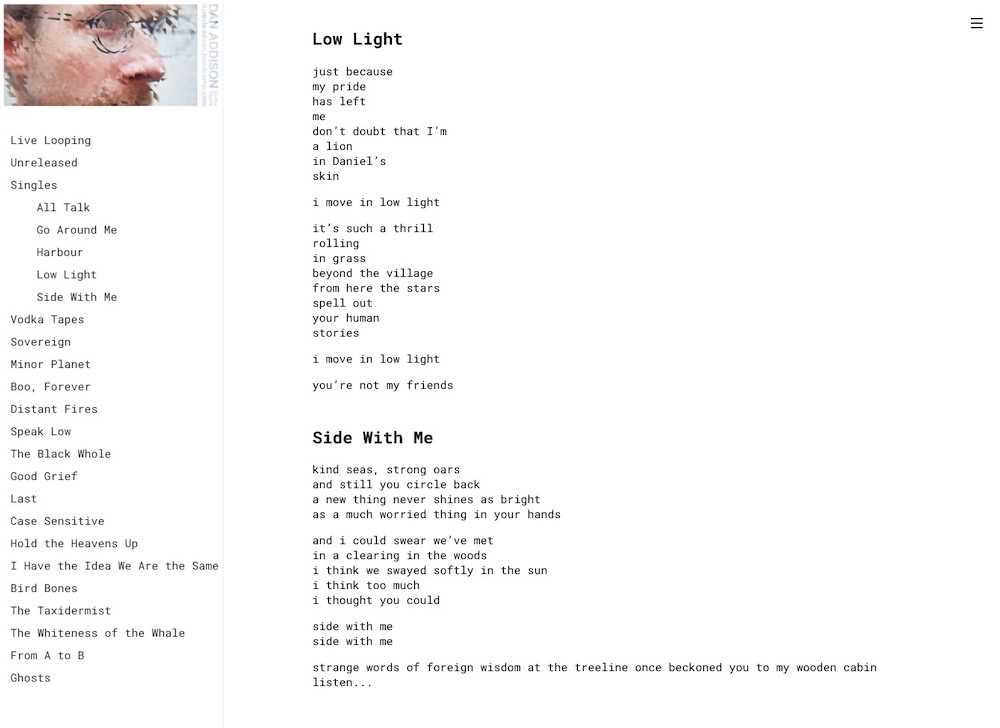 DAN ADDISON
Live Looping
Unreleased
Singles
All Talk
Go Around Me
Harbour
Low Light
Side With Me
Vodka Tapes
Sovereign
Minor Planet
Boo, Forever
Distant Fires
Speak Low
The Black Whole
Good Grief
Last
Case Sensitive
Hold the Heavens Up
I Have the Idea We Are the Same
Bird Bones
The Taxidermist
The Whiteness of the Whale
From A to B
Ghosts
Low Light
just because
my pride
has left
me
don’t doubt that I’m
a lion
in Daniel’s
skin
i move in low light
it’s such a thrill
rolling
in grass
beyond the village
from here the stars
spell out
your human
stories
i move in low light
you’re not my friends
Side With Me
kind seas, strong oars
and still you circle back
a new thing never shines as bright
as a much worried thing in your hands
and i could swear we’ve met
in a clearing in the woods
i think we swayed softly in the sun
i think too much
i thought you could
side with me
side with me
strange words of foreign wisdom at the treeline once beckoned you to my wooden cabin
listen...